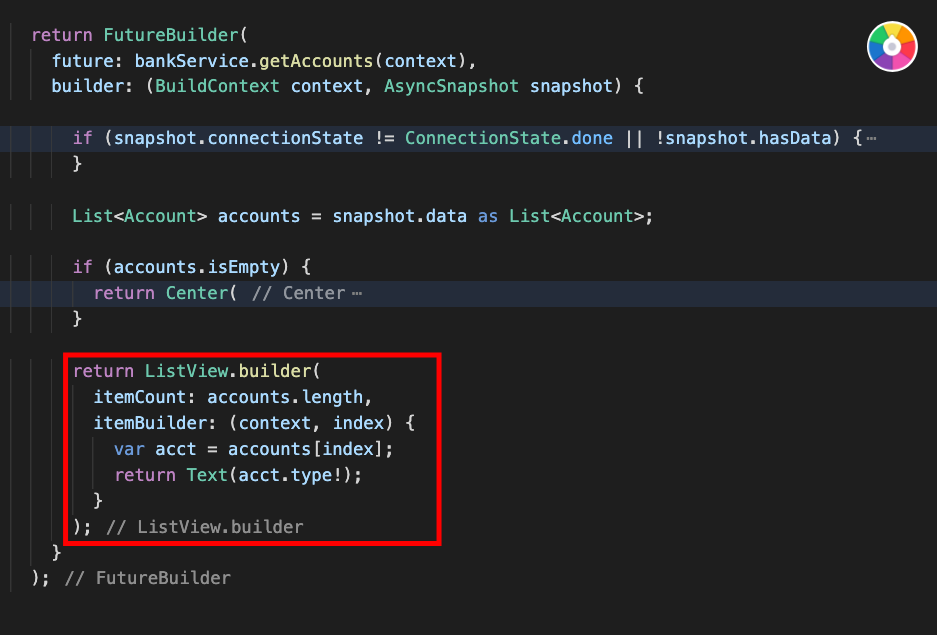 return FutureBuilder(
future: bankService.getAccounts(context),
builder: (BuildContext context, AsyncSnapshot snapshot) {
if (snapshot.connectionState != ConnectionState.done || !snapshot.hasData) {⋯
}
List<Account> accounts = snapshot.data as List<Account>;
if (accounts.isEmpty) {
return Center( // Center ⋯
}
return ListView.builder(
itemCount: accounts.length,
itemBuilder: (context, index) {
var acct = accounts[index];
return Text(acct.type!);
}
); // ListView.builder
}
); // FutureBuilder